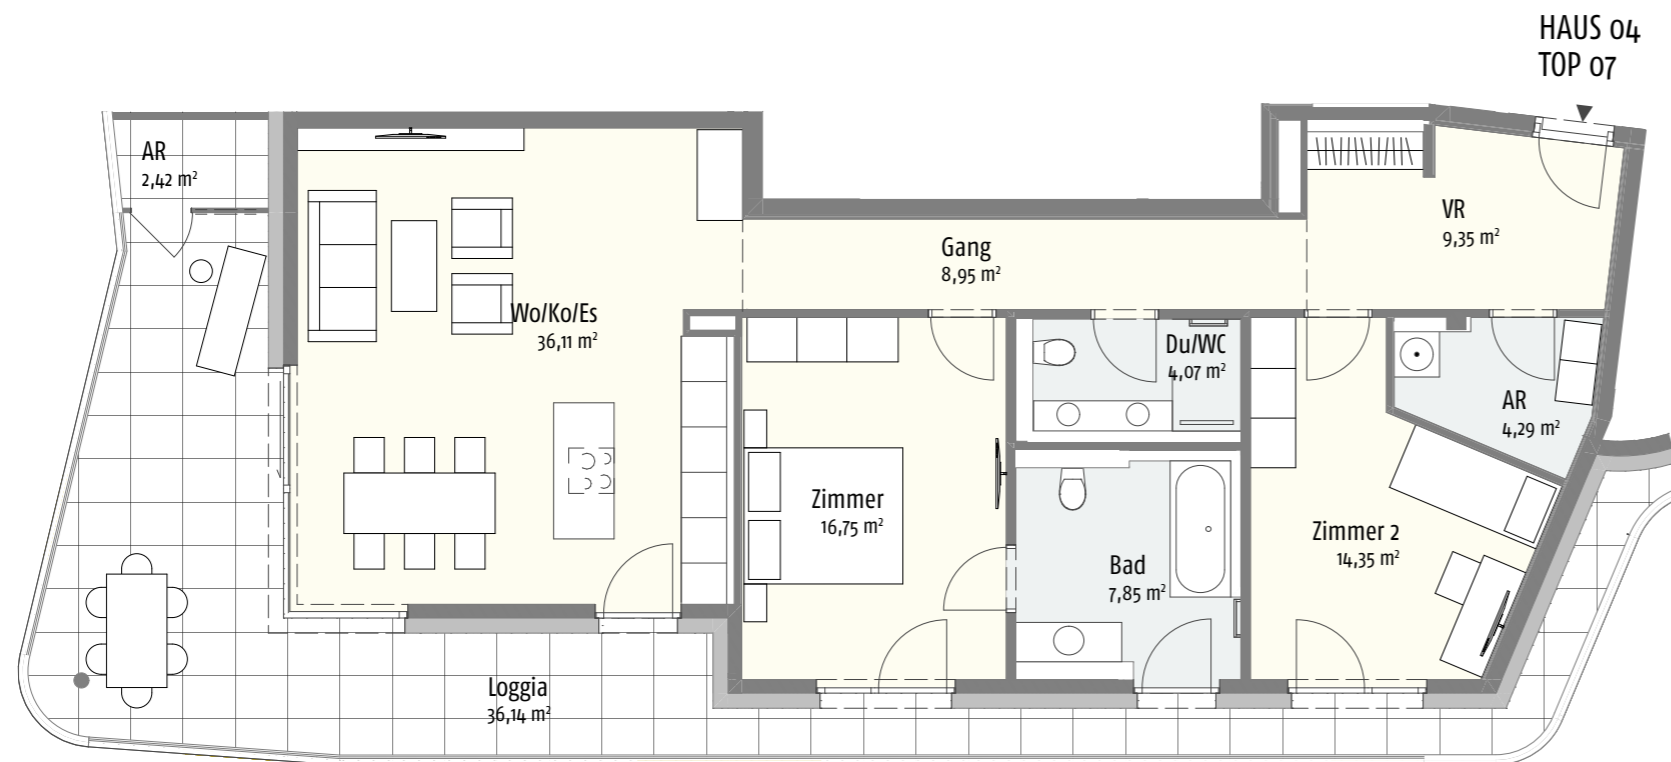 HAUS 04
TOP 07
AR
2,42 m²
Wo/Ko/Es
36,11 m²
Gang
8,95 m²
VR
9,35 m²
Du/WC
4,07 m²
AR
4,29 m²
Zimmer
16,75 m²
Bad
7,85 m²
Zimmer 2
14,35 m²
Loggia
36,14 m²